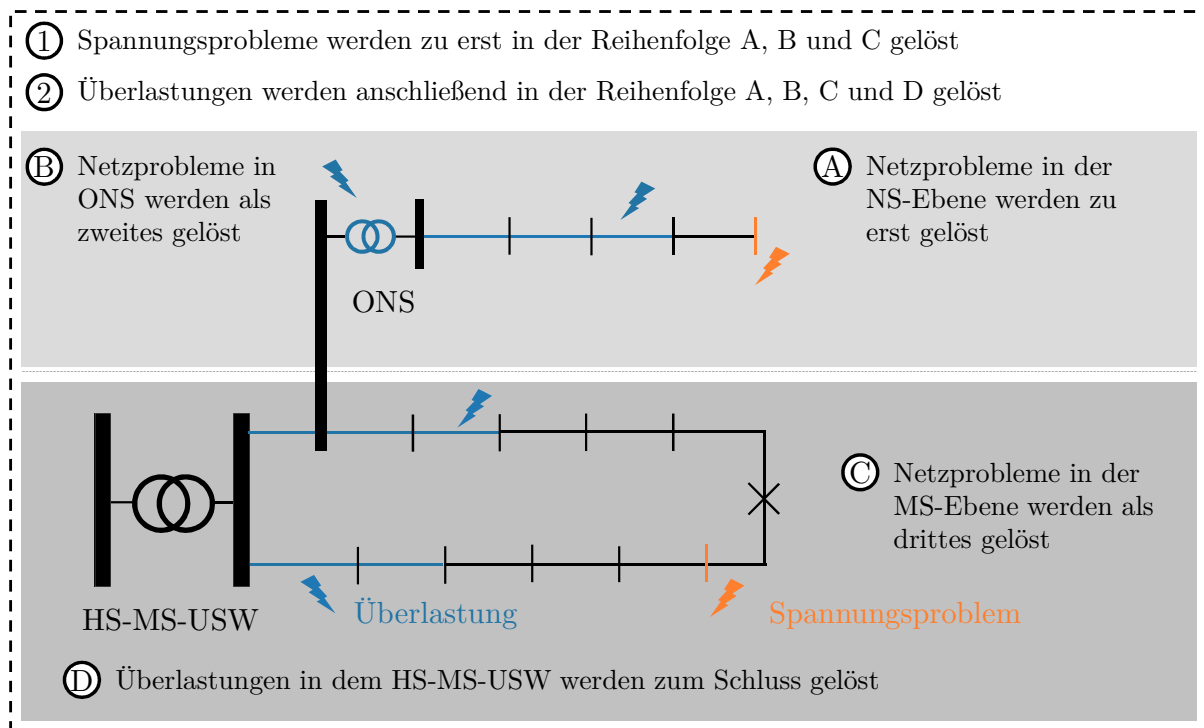 1 Spannungsprobleme werden zu erst in der Reihenfolge A, B und C gelöst
2 Überlastungen werden anschließend in der Reihenfolge A, B, C und D gelöst
B Netzprobleme in
ONS werden als
zweites gelöst
A Netzprobleme in der
NS-Ebene werden zu
erst gelöst
ONS
C Netzprobleme in der
MS-Ebene werden als
drittes gelöst
HS-MS-USW
Überlastung
Spannungsproblem
D Überlastungen in dem HS-MS-USW werden zum Schluss gelöst